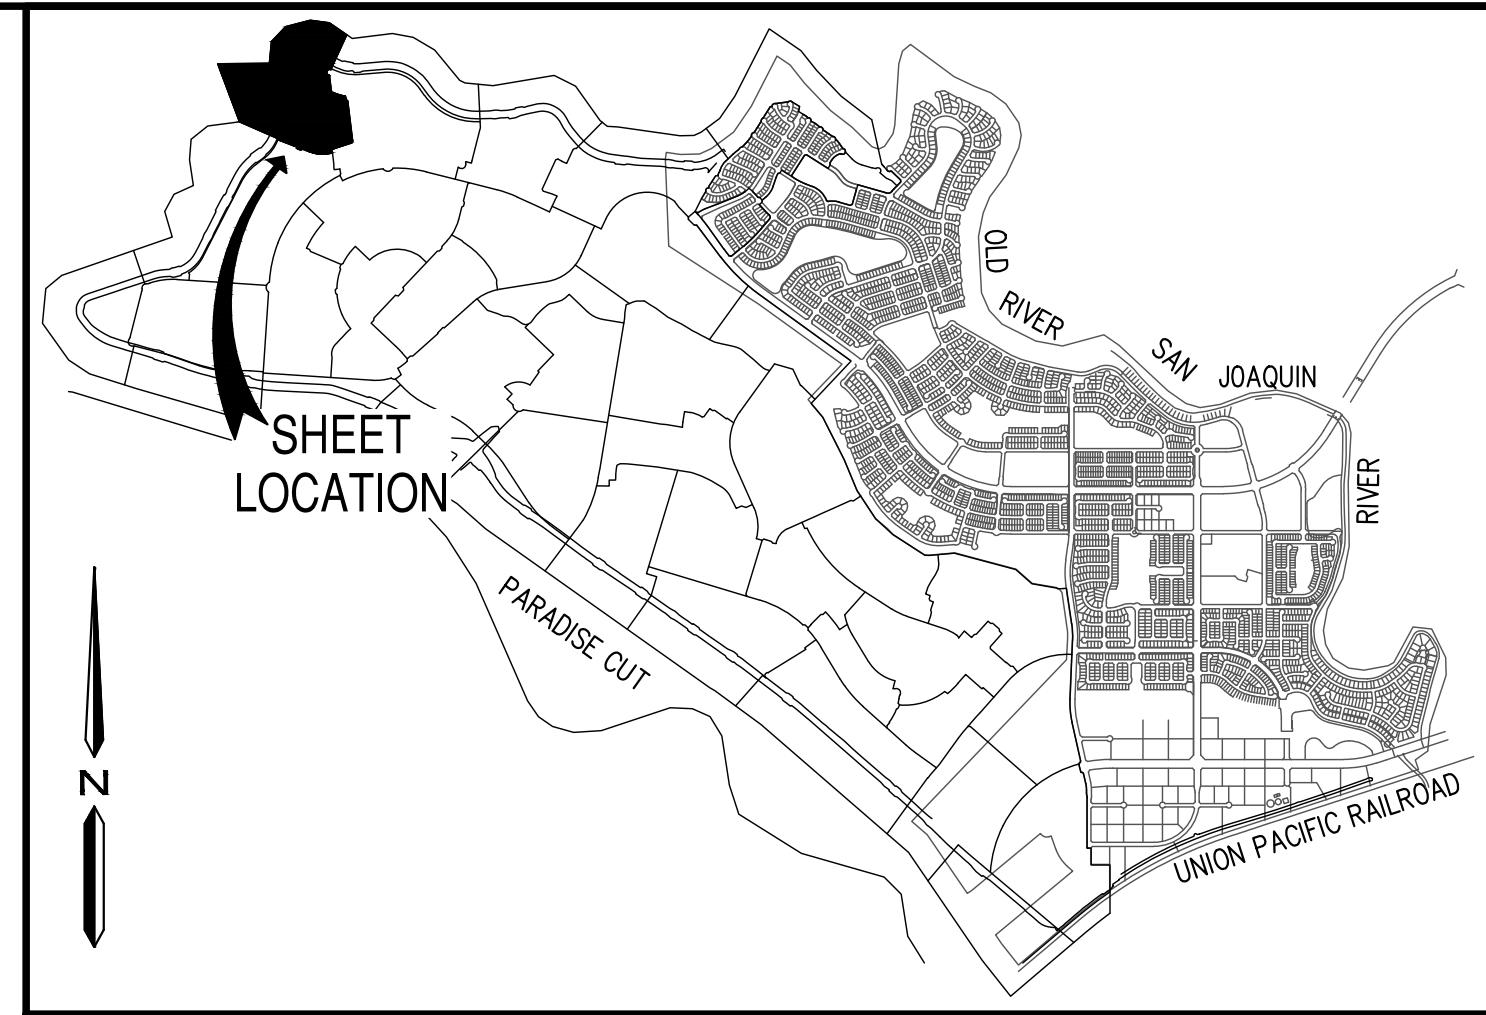 OLD
RIVER
SAN
JOAQUIN
RIVER
SHEET
LOCATION
PARADISE CUT
N
UNION PACIFIC RAILROAD